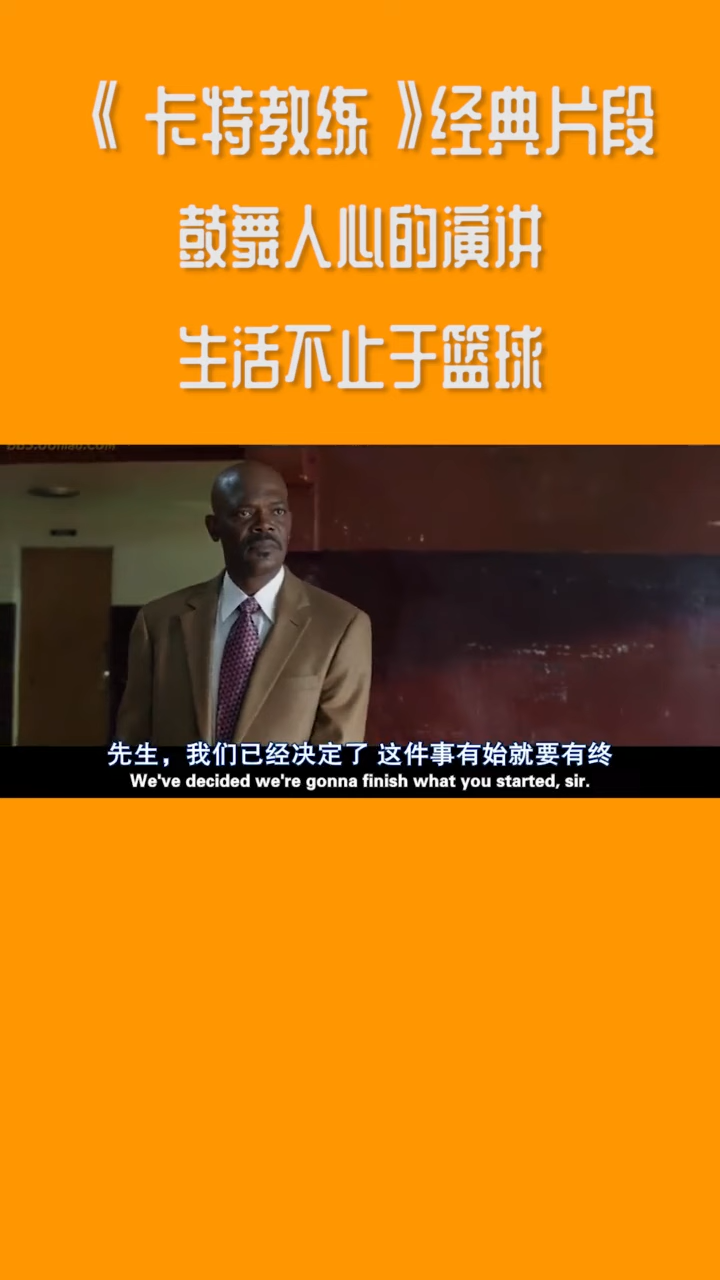 《 卡特教练 》经典片段
鼓舞人心的演讲
生活不止于篮球
先生，我们已经决定了 这件事有始就要有终
We've decided we're gonna finish what you started, sir.